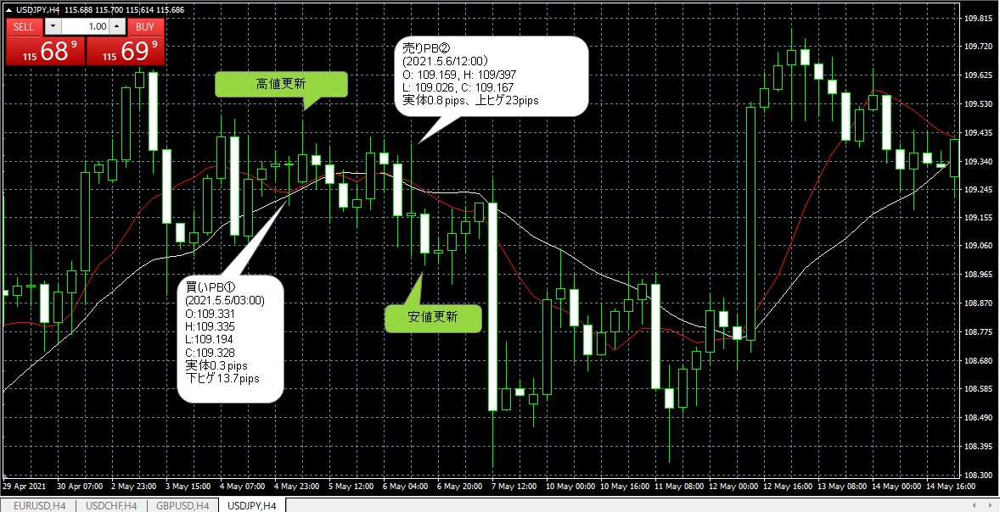 USDJPY,H4 115.688 115.700 115.614 115.686
SELL 1.00 BUY
115 68 9 115 69 9
高値更新
売りPB②
(2021.5.6/12:00)
O: 109.159, H: 109/397
L: 109.026, C: 109.167
実体0.8pips、上ヒゲ23pips
買いPB①
(2021.5.5/03:00)
O:109.331
H:109.335
L:109.194
C:109.328
実体0.3pips
下ヒゲ13.7pips
安値更新
109.815
109.720
109.625
109.530
109.435
109.340
109.245
109.155
109.060
108.965
108.870
108.775
108.680
108.585
108.490
108.395
108.300
29 Apr 2021 30 Apr 07:00 2 May 23:00 3 May 15:00 4 May 07:00 4 May 23:00 5 May 12:00 6 May 04:00 6 May 20:00 7 May 12:00 10 May 00:00 10 May 16:00 11 May 08:00 12 May 00:00 12 May 16:00 13 May 08:00 14 May 00:00 14 May 16:00
EURUSD,H4 USDCHF,H4 GBPUSD,H4 USDJPY,H4